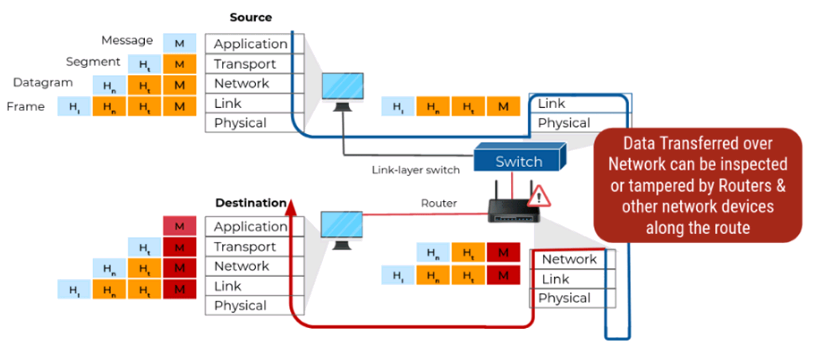 Source
Message M Application
Segment Ht M Transport
Datagram Hn Ht M Network
Frame Hl Hn Ht M Link
Physical
Hl Hn Ht M
Link
Physical
Data Transferred over
Network can be inspected
or tampered by Routers &
other network devices
along the route
Switch
Link-layer switch
Router
!
Destination
M Application
Ht M Transport
Hn Ht M Network
Hl Hn Ht M Link
Physical
Hn Ht M
Hl Hn Ht M
Network
Link
Physical